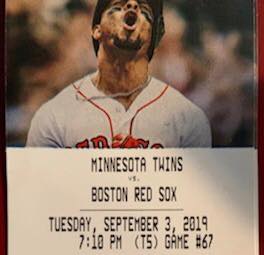 MINNESOTA TWINS
vs.
BOSTON RED SOX
TUESDAY, SEPTEMBER 3, 2019
7:10 PM (T5) GAME #67